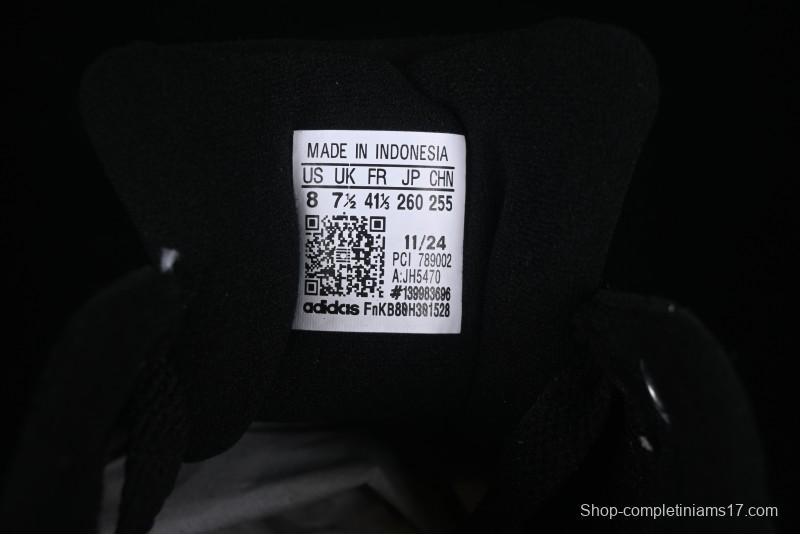 MADE IN INDONESIA
US UK FR JP CHN
8 7½ 41⅓ 260 255
11/24
PCI 789002
A:JH5470
#139983696
adidas FnKB80H301528
Shop-completiniams17.com